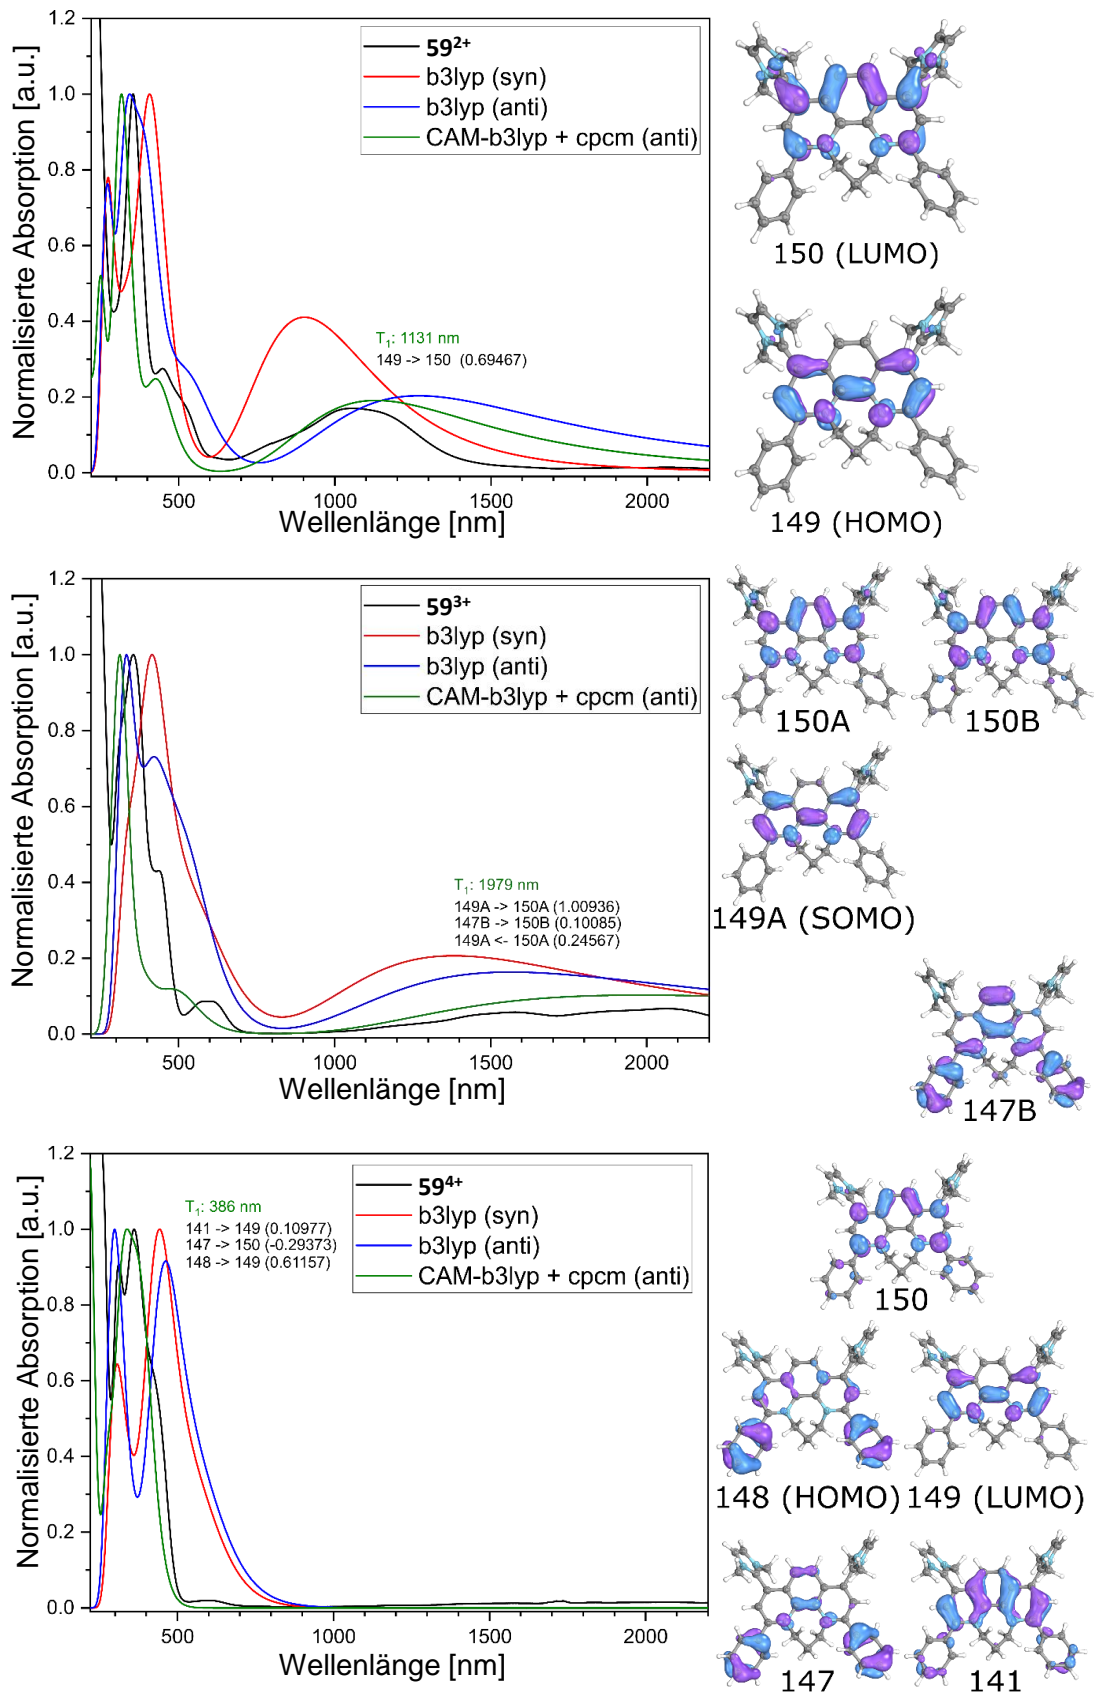 1.2
1.0
0.8
0.6
0.4
0.2
0.0
Normalisierte Absorption [a.u.]
59²⁺
b3lyp (syn)
b3lyp (anti)
CAM-b3lyp + cpcm (anti)
T₁: 1131 nm
149 -> 150 (0.69467)
500 1000 1500 2000
Wellenlänge [nm]
150 (LUMO)
149 (HOMO)
1.2
1.0
0.8
0.6
0.4
0.2
0.0
Normalisierte Absorption [a.u.]
59³⁺
b3lyp (syn)
b3lyp (anti)
CAM-b3lyp + cpcm (anti)
T₁: 1979 nm
149A -> 150A (1.00936)
147B -> 150B (0.10085)
149A <- 150A (0.24567)
500 1000 1500 2000
Wellenlänge [nm]
150A 150B
149A (SOMO)
147B
1.2
1.0
0.8
0.6
0.4
0.2
0.0
Normalisierte Absorption [a.u.]
T₁: 386 nm
141 -> 149 (0.10977)
147 -> 150 (-0.29373)
148 -> 149 (0.61157)
59⁴⁺
b3lyp (syn)
b3lyp (anti)
CAM-b3lyp + cpcm (anti)
500 1000 1500 2000
Wellenlänge [nm]
150
148 (HOMO) 149 (LUMO)
147 141